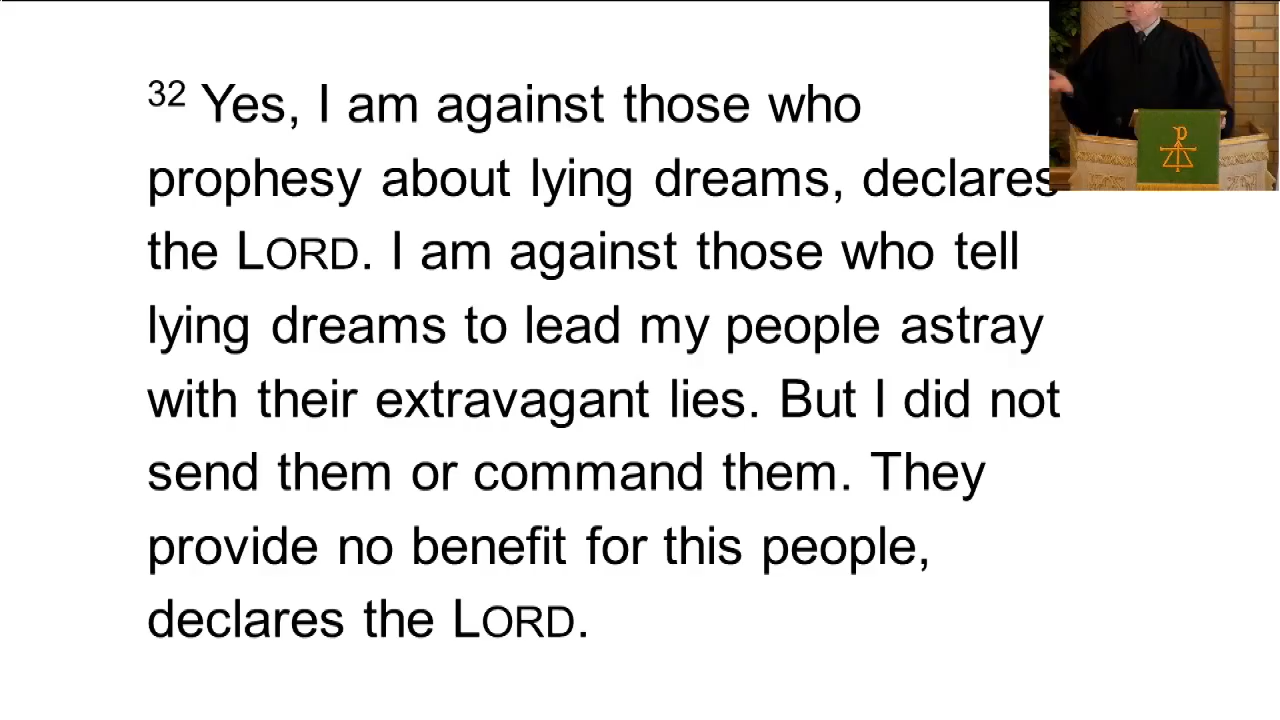 32 Yes, I am against those who
prophesy about lying dreams, declares
the LORD. I am against those who tell
lying dreams to lead my people astray
with their extravagant lies. But I did not
send them or command them. They
provide no benefit for this people,
declares the LORD.